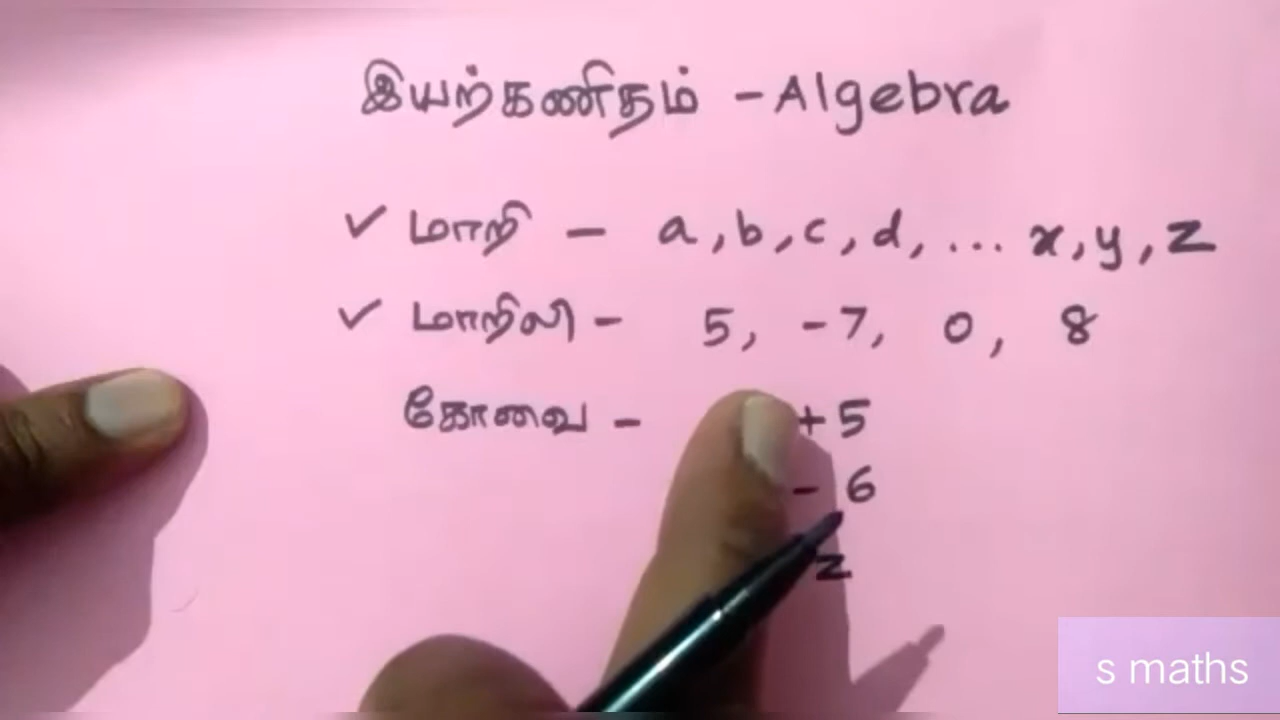 இயற்கணிதம் - Algebra
✓ மாறி - a, b, c, d, ... x, y, z
✓ மாறிலி - 5, -7, 0, 8
கோவை - +5
- 6
z
s maths